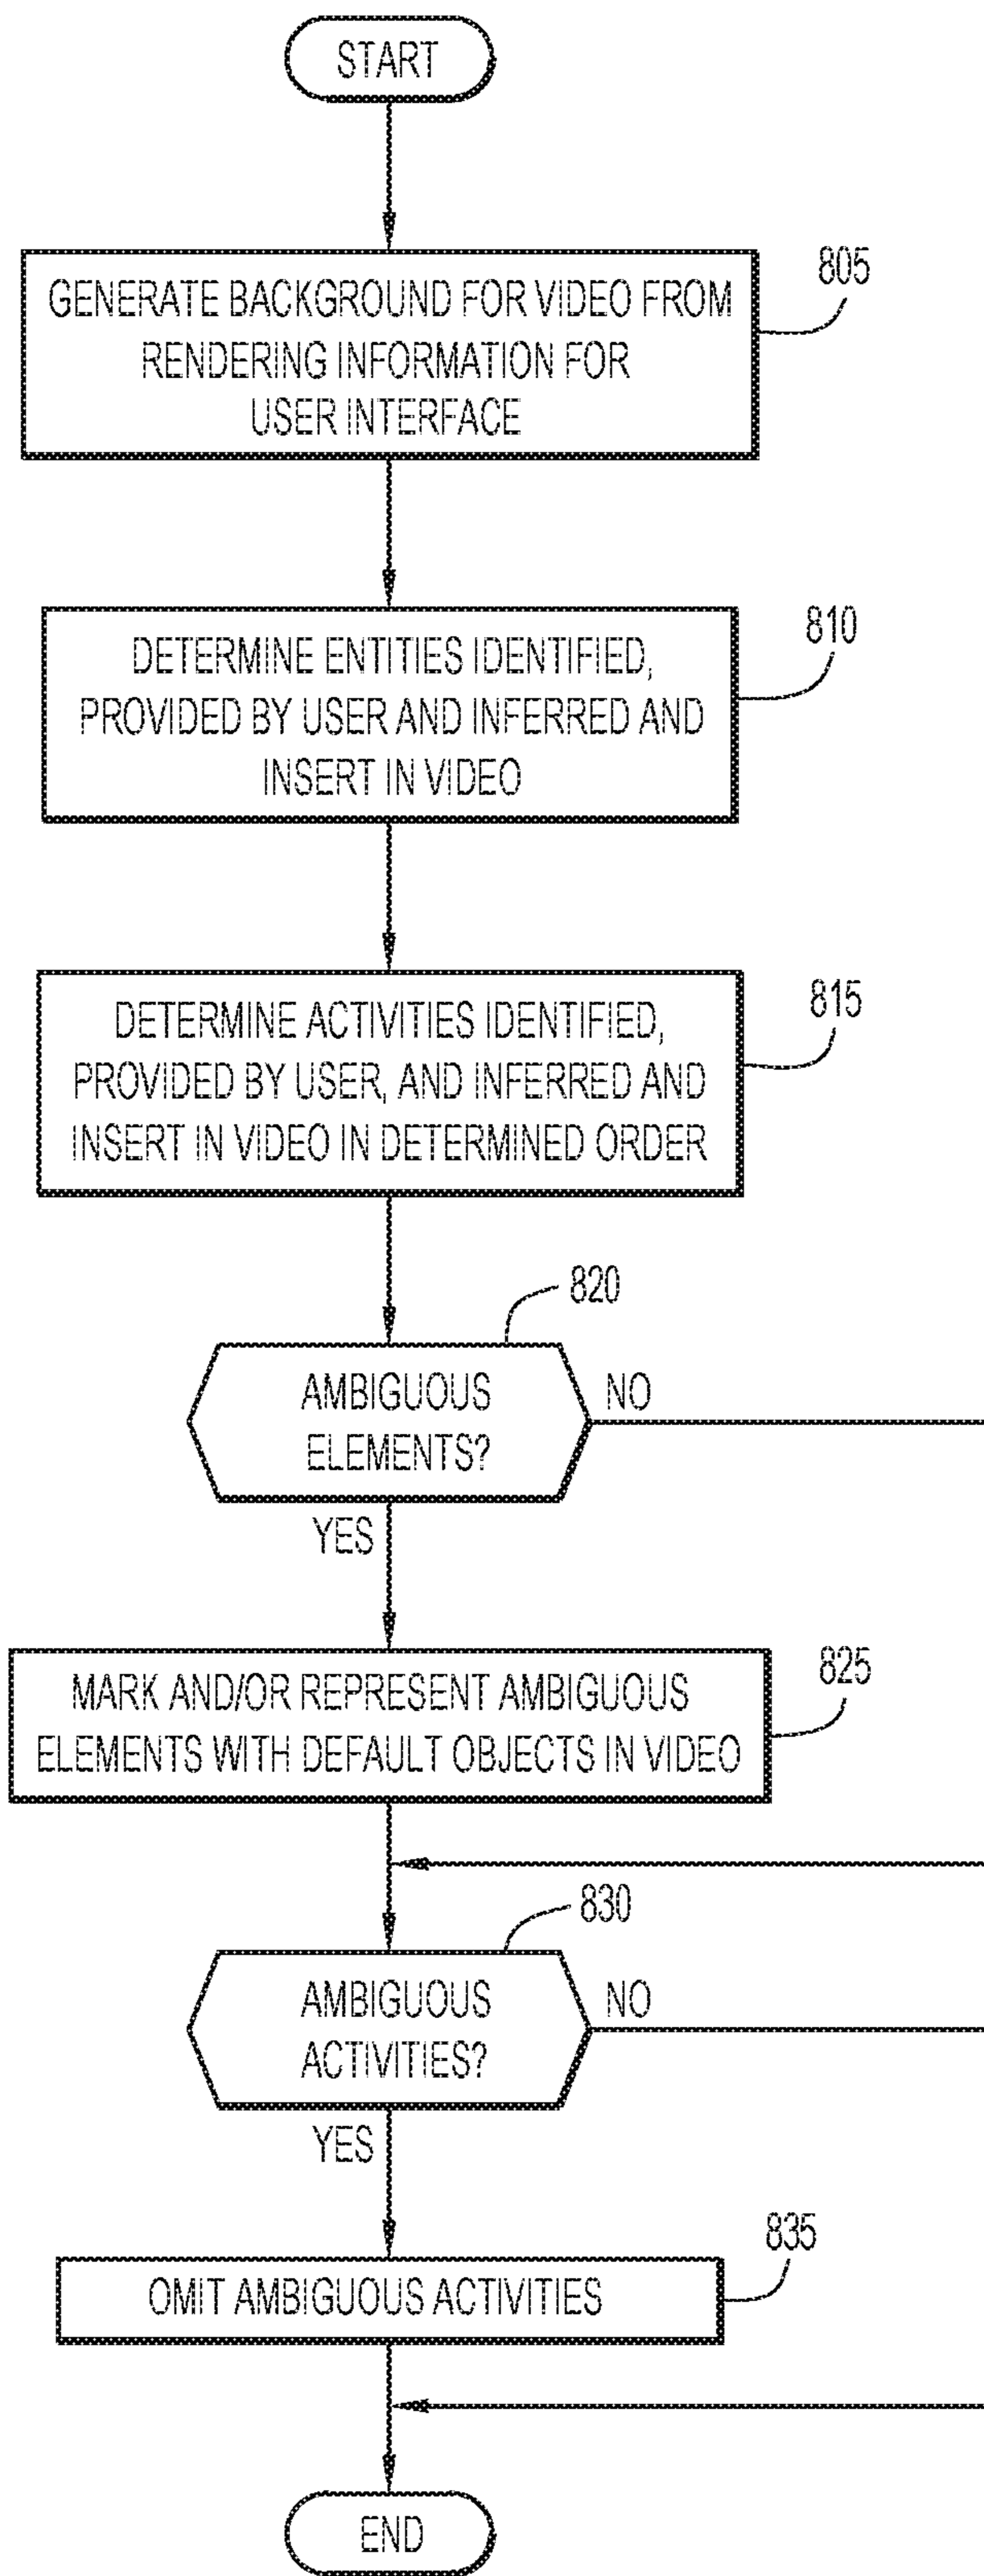 START
805
GENERATE BACKGROUND FOR VIDEO FROM
RENDERING INFORMATION FOR
USER INTERFACE
810
DETERMINE ENTITIES IDENTIFIED,
PROVIDED BY USER AND INFERRED AND
INSERT IN VIDEO
815
DETERMINE ACTIVITIES IDENTIFIED,
PROVIDED BY USER, AND INFERRED AND
INSERT IN VIDEO IN DETERMINED ORDER
820
AMBIGUOUS
ELEMENTS?
NO
YES
825
MARK AND/OR REPRESENT AMBIGUOUS
ELEMENTS WITH DEFAULT OBJECTS IN VIDEO
830
AMBIGUOUS
ACTIVITIES?
NO
YES
835
OMIT AMBIGUOUS ACTIVITIES
END